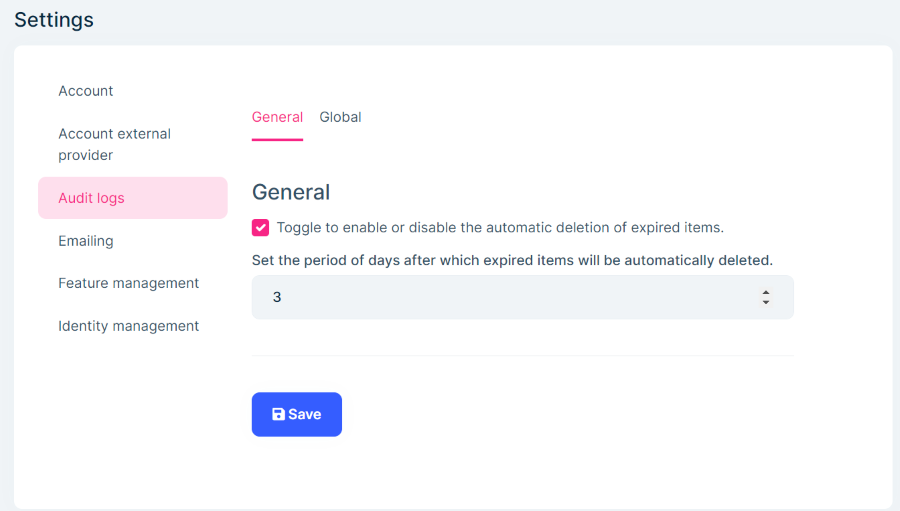 Settings
Account
Account external
provider
Audit logs
Emailing
Feature management
Identity management
General Global
General
Toggle to enable or disable the automatic deletion of expired items.
Set the period of days after which expired items will be automatically deleted.
3
Save